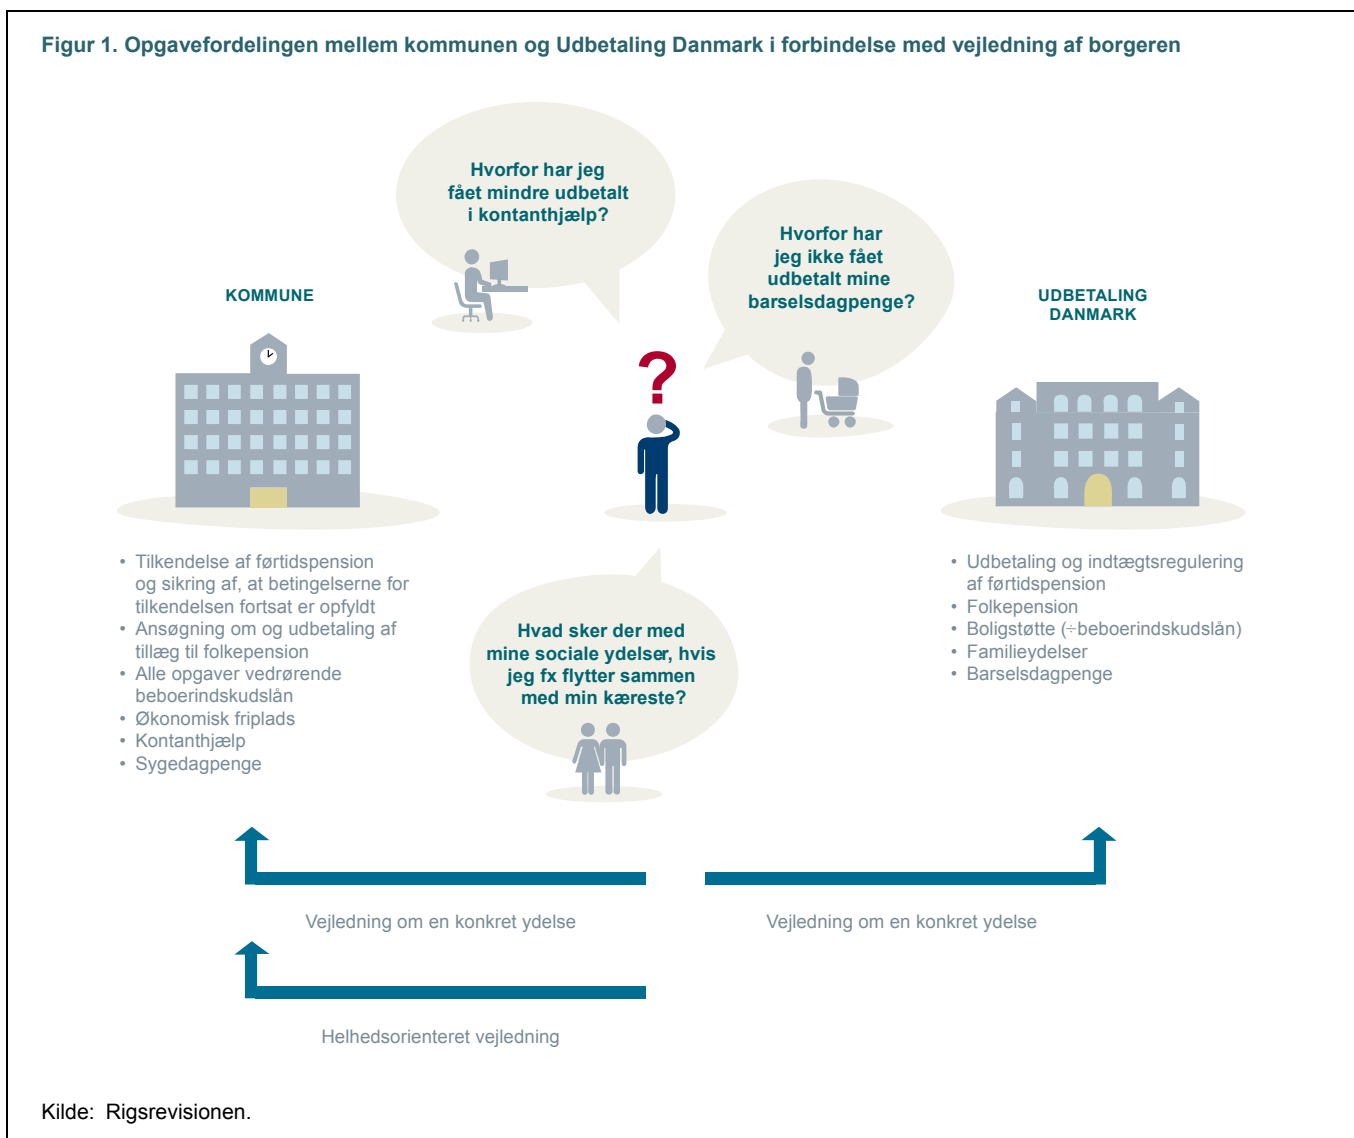 Figur 1. Opgavefordelingen mellem kommunen og Udbetaling Danmark i forbindelse med vejledning af borgeren
Hvorfor har jeg
fået mindre udbetalt
i kontanthjælp?
Hvorfor har
jeg ikke fået
udbetalt mine
barselsdagpenge?
KOMMUNE
UDBETALING
DANMARK
?
• Tilkendelse af førtidspension
og sikring af, at betingelserne for
tilkendelsen fortsat er opfyldt
• Ansøgning om og udbetaling af
tillæg til folkepension
• Alle opgaver vedrørende
beboerindskudslån
• Økonomisk friplads
• Kontanthjælp
• Sygedagpenge
Hvad sker der med
mine sociale ydelser, hvis
jeg fx flytter sammen
med min kæreste?
• Udbetaling og indtægtsregulering
af førtidspension
• Folkepension
• Boligstøtte (÷beboerindskudslån)
• Familieydelser
• Barselsdagpenge
Vejledning om en konkret ydelse
Vejledning om en konkret ydelse
Helhedsorienteret vejledning
Kilde: Rigsrevisionen.